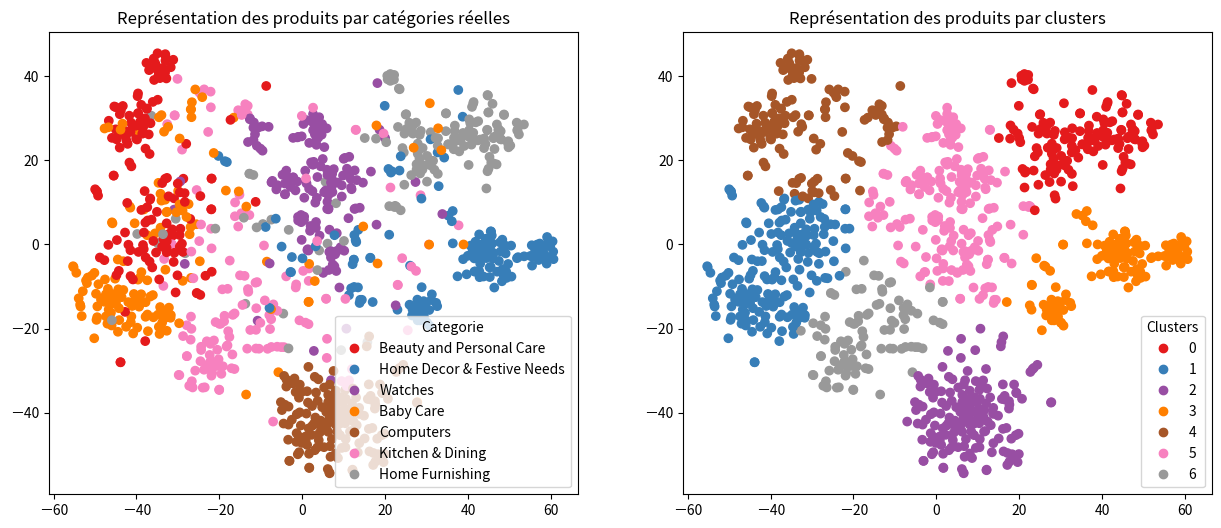 Représentation des produits par catégories réelles
40
20
0
−20
−40
−60 −40 −20 0 20 40 60
Categorie
Beauty and Personal Care
Home Decor & Festive Needs
Watches
Baby Care
Computers
Kitchen & Dining
Home Furnishing
Représentation des produits par clusters
40
20
0
−20
−40
−60 −40 −20 0 20 40 60
Clusters
0
1
2
3
4
5
6